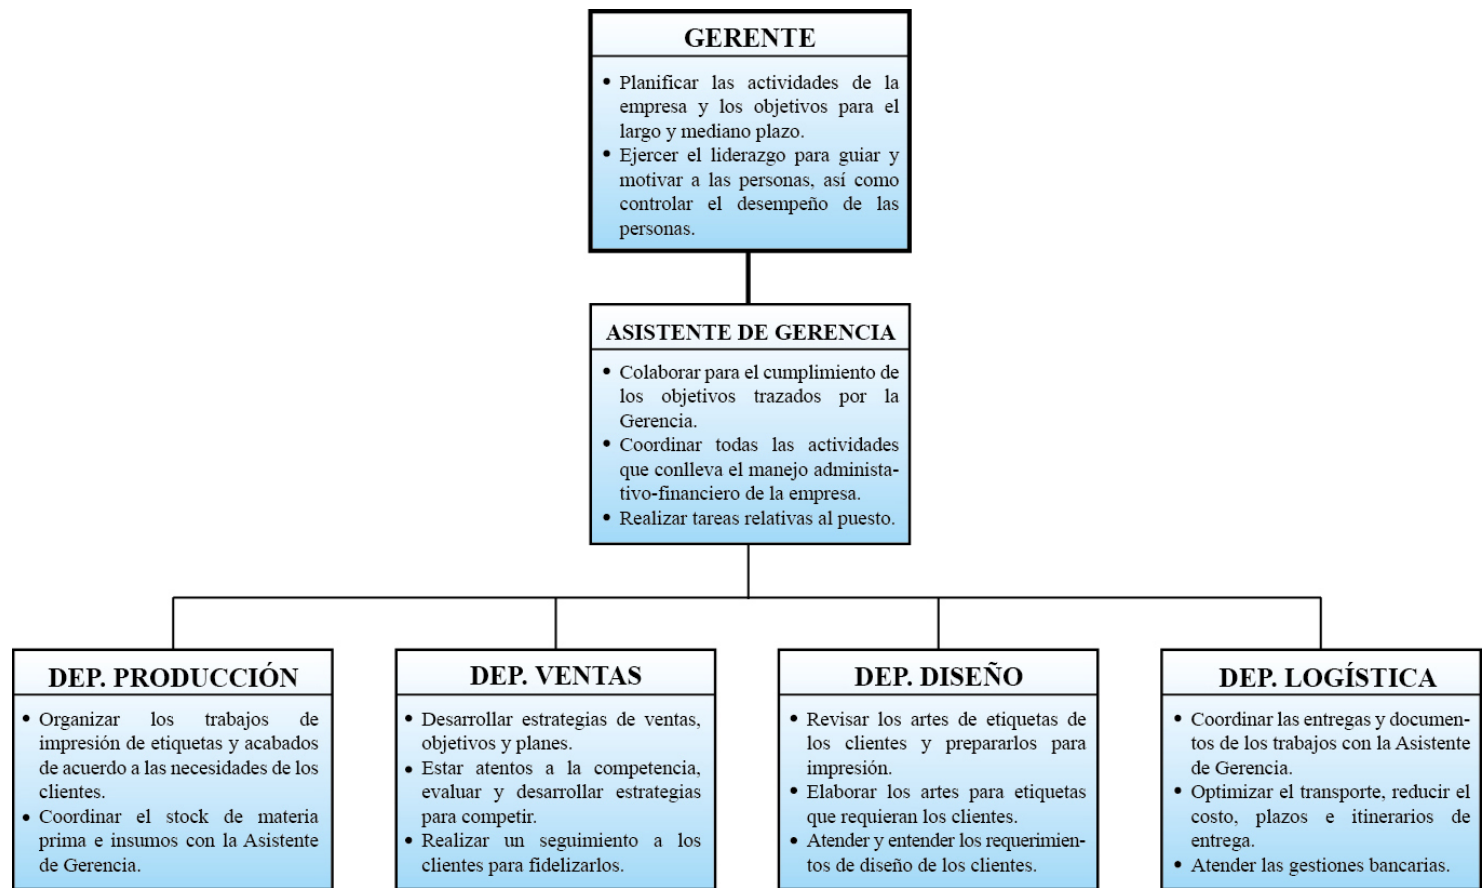 GERENTE
• Planificar las actividades de la
empresa y los objetivos para el
largo y mediano plazo.
• Ejercer el liderazgo para guiar y
motivar a las personas, así como
controlar el desempeño de las
personas.
ASISTENTE DE GERENCIA
• Colaborar para el cumplimiento de
los objetivos trazados por la
Gerencia.
• Coordinar todas las actividades
que conlleva el manejo administa-
tivo-financiero de la empresa.
• Realizar tareas relativas al puesto.
DEP. PRODUCCIÓN
• Organizar los trabajos de
impresión de etiquetas y acabados
de acuerdo a las necesidades de los
clientes.
• Coordinar el stock de materia
prima e insumos con la Asistente
de Gerencia.
DEP. VENTAS
• Desarrollar estrategias de ventas,
objetivos y planes.
• Estar atentos a la competencia,
evaluar y desarrollar estrategias
para competir.
• Realizar un seguimiento a los
clientes para fidelizarlos.
DEP. DISEÑO
• Revisar los artes de etiquetas de
los clientes y prepararlos para
impresión.
• Elaborar los artes para etiquetas
que requieran los clientes.
• Atender y entender los requerimien-
tos de diseño de los clientes.
DEP. LOGÍSTICA
• Coordinar las entregas y documen-
tos de los trabajos con la Asistente
de Gerencia.
• Optimizar el transporte, reducir el
costo, plazos e itinerarios de
entrega.
• Atender las gestiones bancarias.